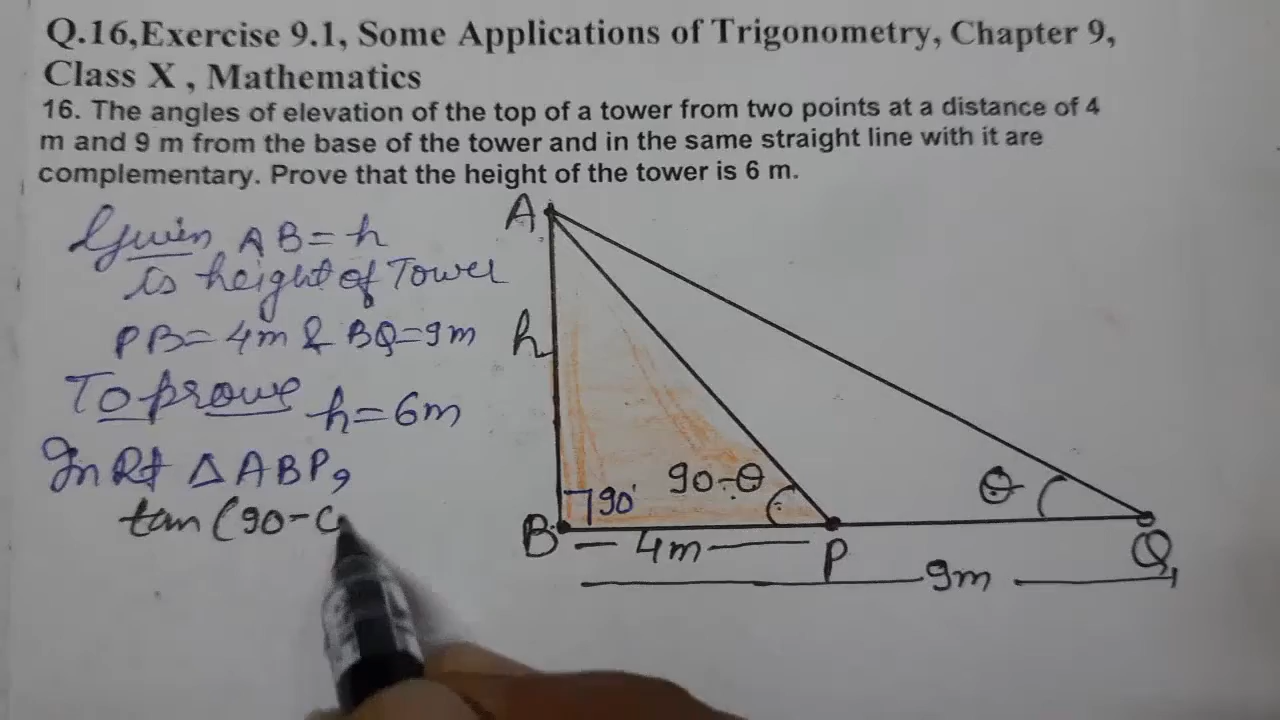 Q.16,Exercise 9.1, Some Applications of Trigonometry, Chapter 9,
Class X , Mathematics
16. The angles of elevation of the top of a tower from two points at a distance of 4
m and 9 m from the base of the tower and in the same straight line with it are
complementary. Prove that the height of the tower is 6 m.
Given AB = h
is height of Tower
PB = 4m & BQ = 9m
To prove h = 6m
In Rt △ ABP,
tan (90-
A
h
90-θ
θ
90°
B
4m
P
Q
9m